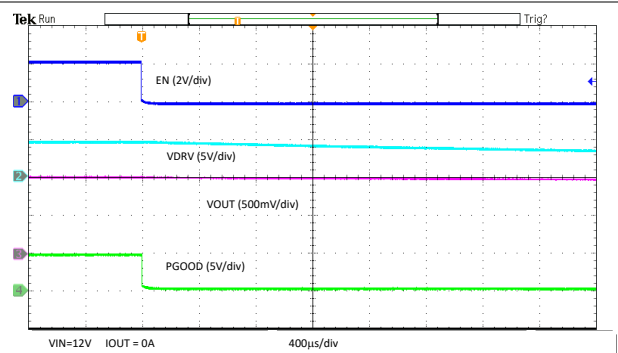 Tek Run Trig?
T
T
EN (2V/div)
1
VDRV (5V/div)
2
VOUT (500mV/div)
3
PGOOD (5V/div)
4
VIN=12V IOUT = 0A 400µs/div